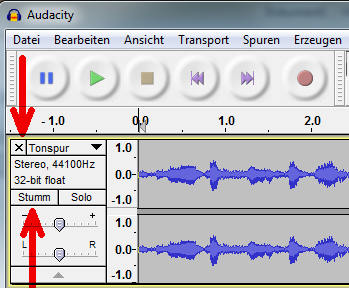 Audacity
Datei Bearbeiten Ansicht Transport Spuren Erzeugen
- 1.0 0.0 1.0 2.0
X Tonspur 1.0
Stereo, 44100Hz
32-bit float 0.0
Stumm Solo
- + -1.0
1.0
L R 0.0
-1.0